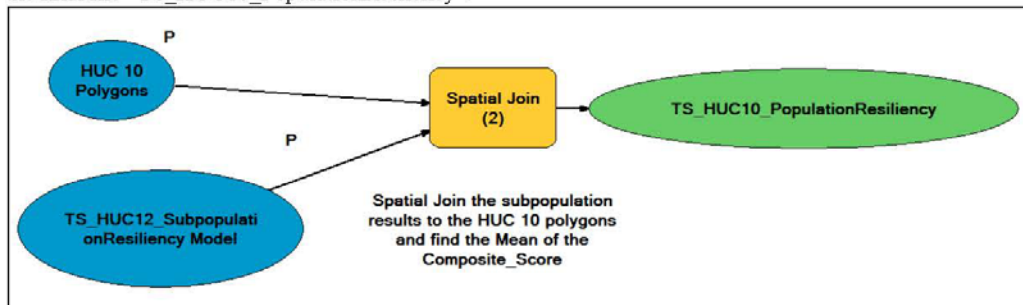 P
HUC 10
Polygons
Spatial Join
(2)
TS_HUC10_PopulationResiliency
P
TS_HUC12_Subpopulati
onResiliency Model
Spatial Join the subpopulation
results to the HUC 10 polygons
and find the Mean of the
Composite_Score